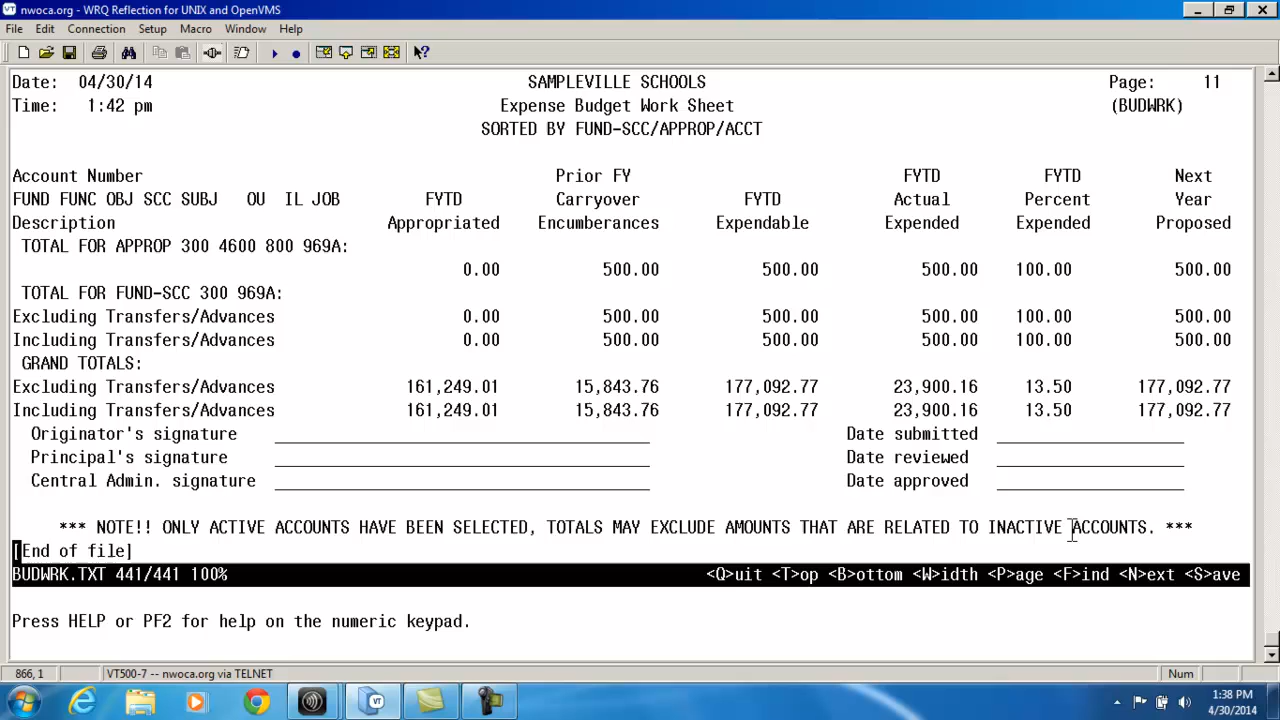 nwoca.org - WRQ Reflection for UNIX and OpenVMS
File Edit Connection Setup Macro Window Help
Date: 04/30/14 SAMPLEVILLE SCHOOLS Page: 11
Time: 1:42 pm Expense Budget Work Sheet (BUDWRK)
SORTED BY FUND-SCC/APPROP/ACCT
Account Number Prior FY FYTD FYTD Next
FUND FUNC OBJ SCC SUBJ OU IL JOB FYTD Carryover FYTD Actual Percent Year
Description Appropriated Encumberances Expendable Expended Expended Proposed
TOTAL FOR APPROP 300 4600 800 969A:
0.00 500.00 500.00 500.00 100.00 500.00
TOTAL FOR FUND-SCC 300 969A:
Excluding Transfers/Advances 0.00 500.00 500.00 500.00 100.00 500.00
Including Transfers/Advances 0.00 500.00 500.00 500.00 100.00 500.00
GRAND TOTALS:
Excluding Transfers/Advances 161,249.01 15,843.76 177,092.77 23,900.16 13.50 177,092.77
Including Transfers/Advances 161,249.01 15,843.76 177,092.77 23,900.16 13.50 177,092.77
Originator's signature Date submitted
Principal's signature Date reviewed
Central Admin. signature Date approved
*** NOTE!! ONLY ACTIVE ACCOUNTS HAVE BEEN SELECTED, TOTALS MAY EXCLUDE AMOUNTS THAT ARE RELATED TO INACTIVE ACCOUNTS. ***
[End of file]
BUDWRK.TXT 441/441 100% <Q>uit <T>op <B>ottom <W>idth <P>age <F>ind <N>ext <S>ave
Press HELP or PF2 for help on the numeric keypad.
866, 1 VT500-7 -- nwoca.org via TELNET Num
1:38 PM
4/30/2014